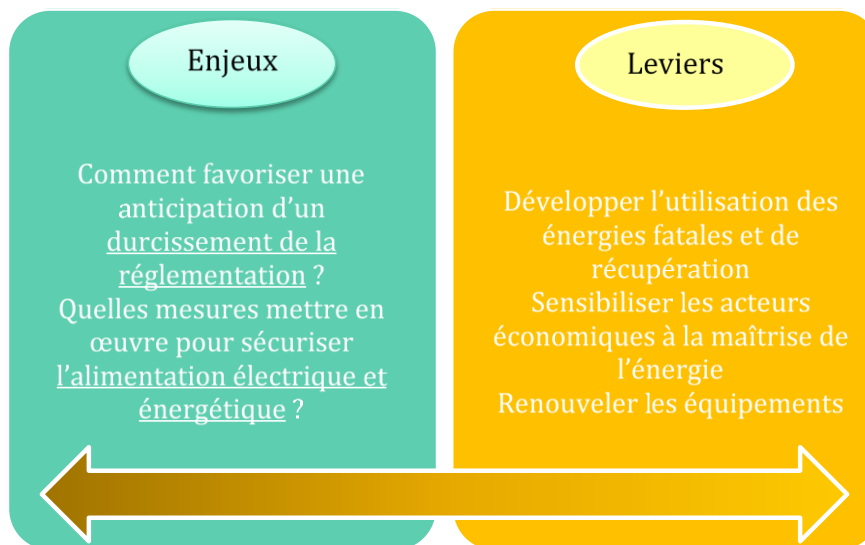 Enjeux
Comment favoriser une
anticipation d’un
durcissement de la
réglementation ?
Quelles mesures mettre en
œuvre pour sécuriser
l’alimentation électrique et
énergétique ?
Leviers
Développer l’utilisation des
énergies fatales et de
récupération
Sensibiliser les acteurs
économiques à la maîtrise de
l’énergie
Renouveler les équipements